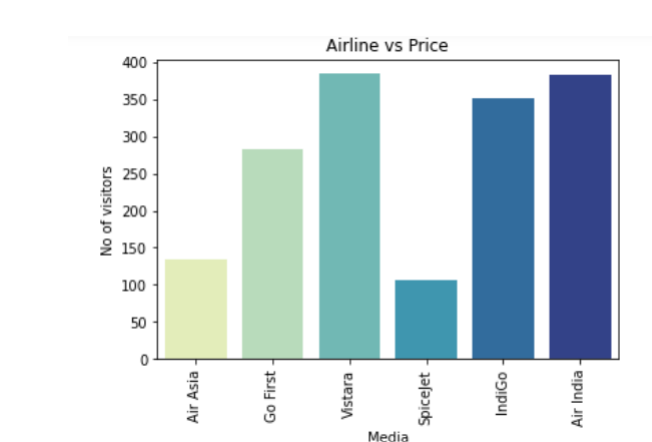 Airline vs Price
No of visitors
400
350
300
250
200
150
100
50
0
Air Asia
Go First
Vistara
SpiceJet
IndiGo
Air India
Media